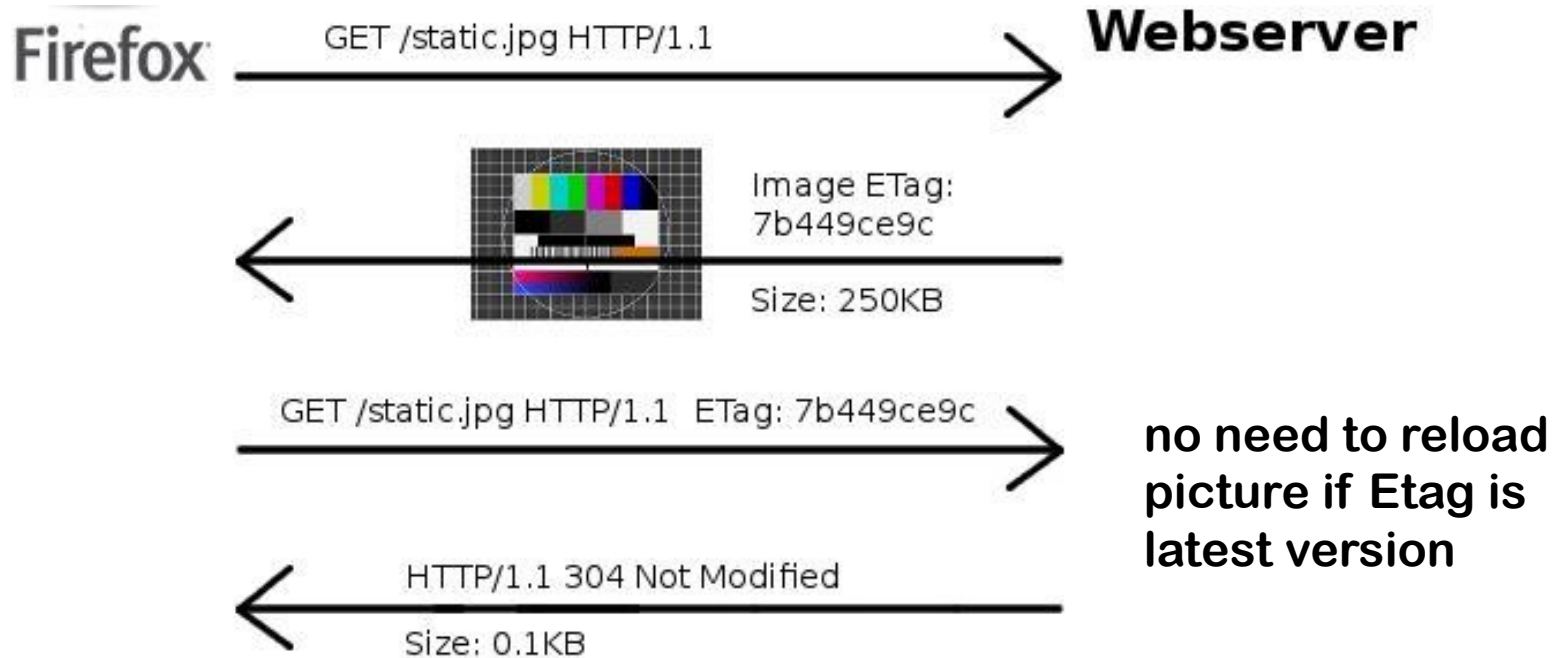 Firefox
GET /static.jpg HTTP/1.1
Webserver
Image ETag:
7b449ce9c
Size: 250KB
GET /static.jpg HTTP/1.1 ETag: 7b449ce9c
no need to reload
picture if Etag is
latest version
HTTP/1.1 304 Not Modified
Size: 0.1KB